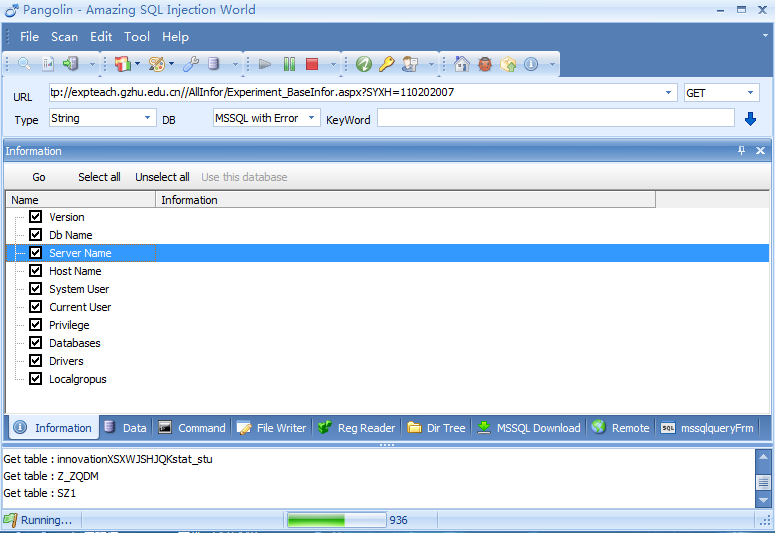 Pangolin - Amazing SQL Injection World
File Scan Edit Tool Help
URL tp://expteach.gzhu.edu.cn//AllInfor/Experiment_BaseInfor.aspx?SYXH=110202007 GET
Type String DB MSSQL with Error KeyWord
Information
Go Select all Unselect all Use this database
Name Information
Version
Db Name
Server Name
Host Name
System User
Current User
Privilege
Databases
Drivers
Localgropus
Information Data Command File Writer Reg Reader Dir Tree MSSQL Download Remote SQL mssqlqueryFrm
Get table : innovationXSXWJSHJQKstat_stu
Get table : Z_ZQDM
Get table : SZ1
Running... 936